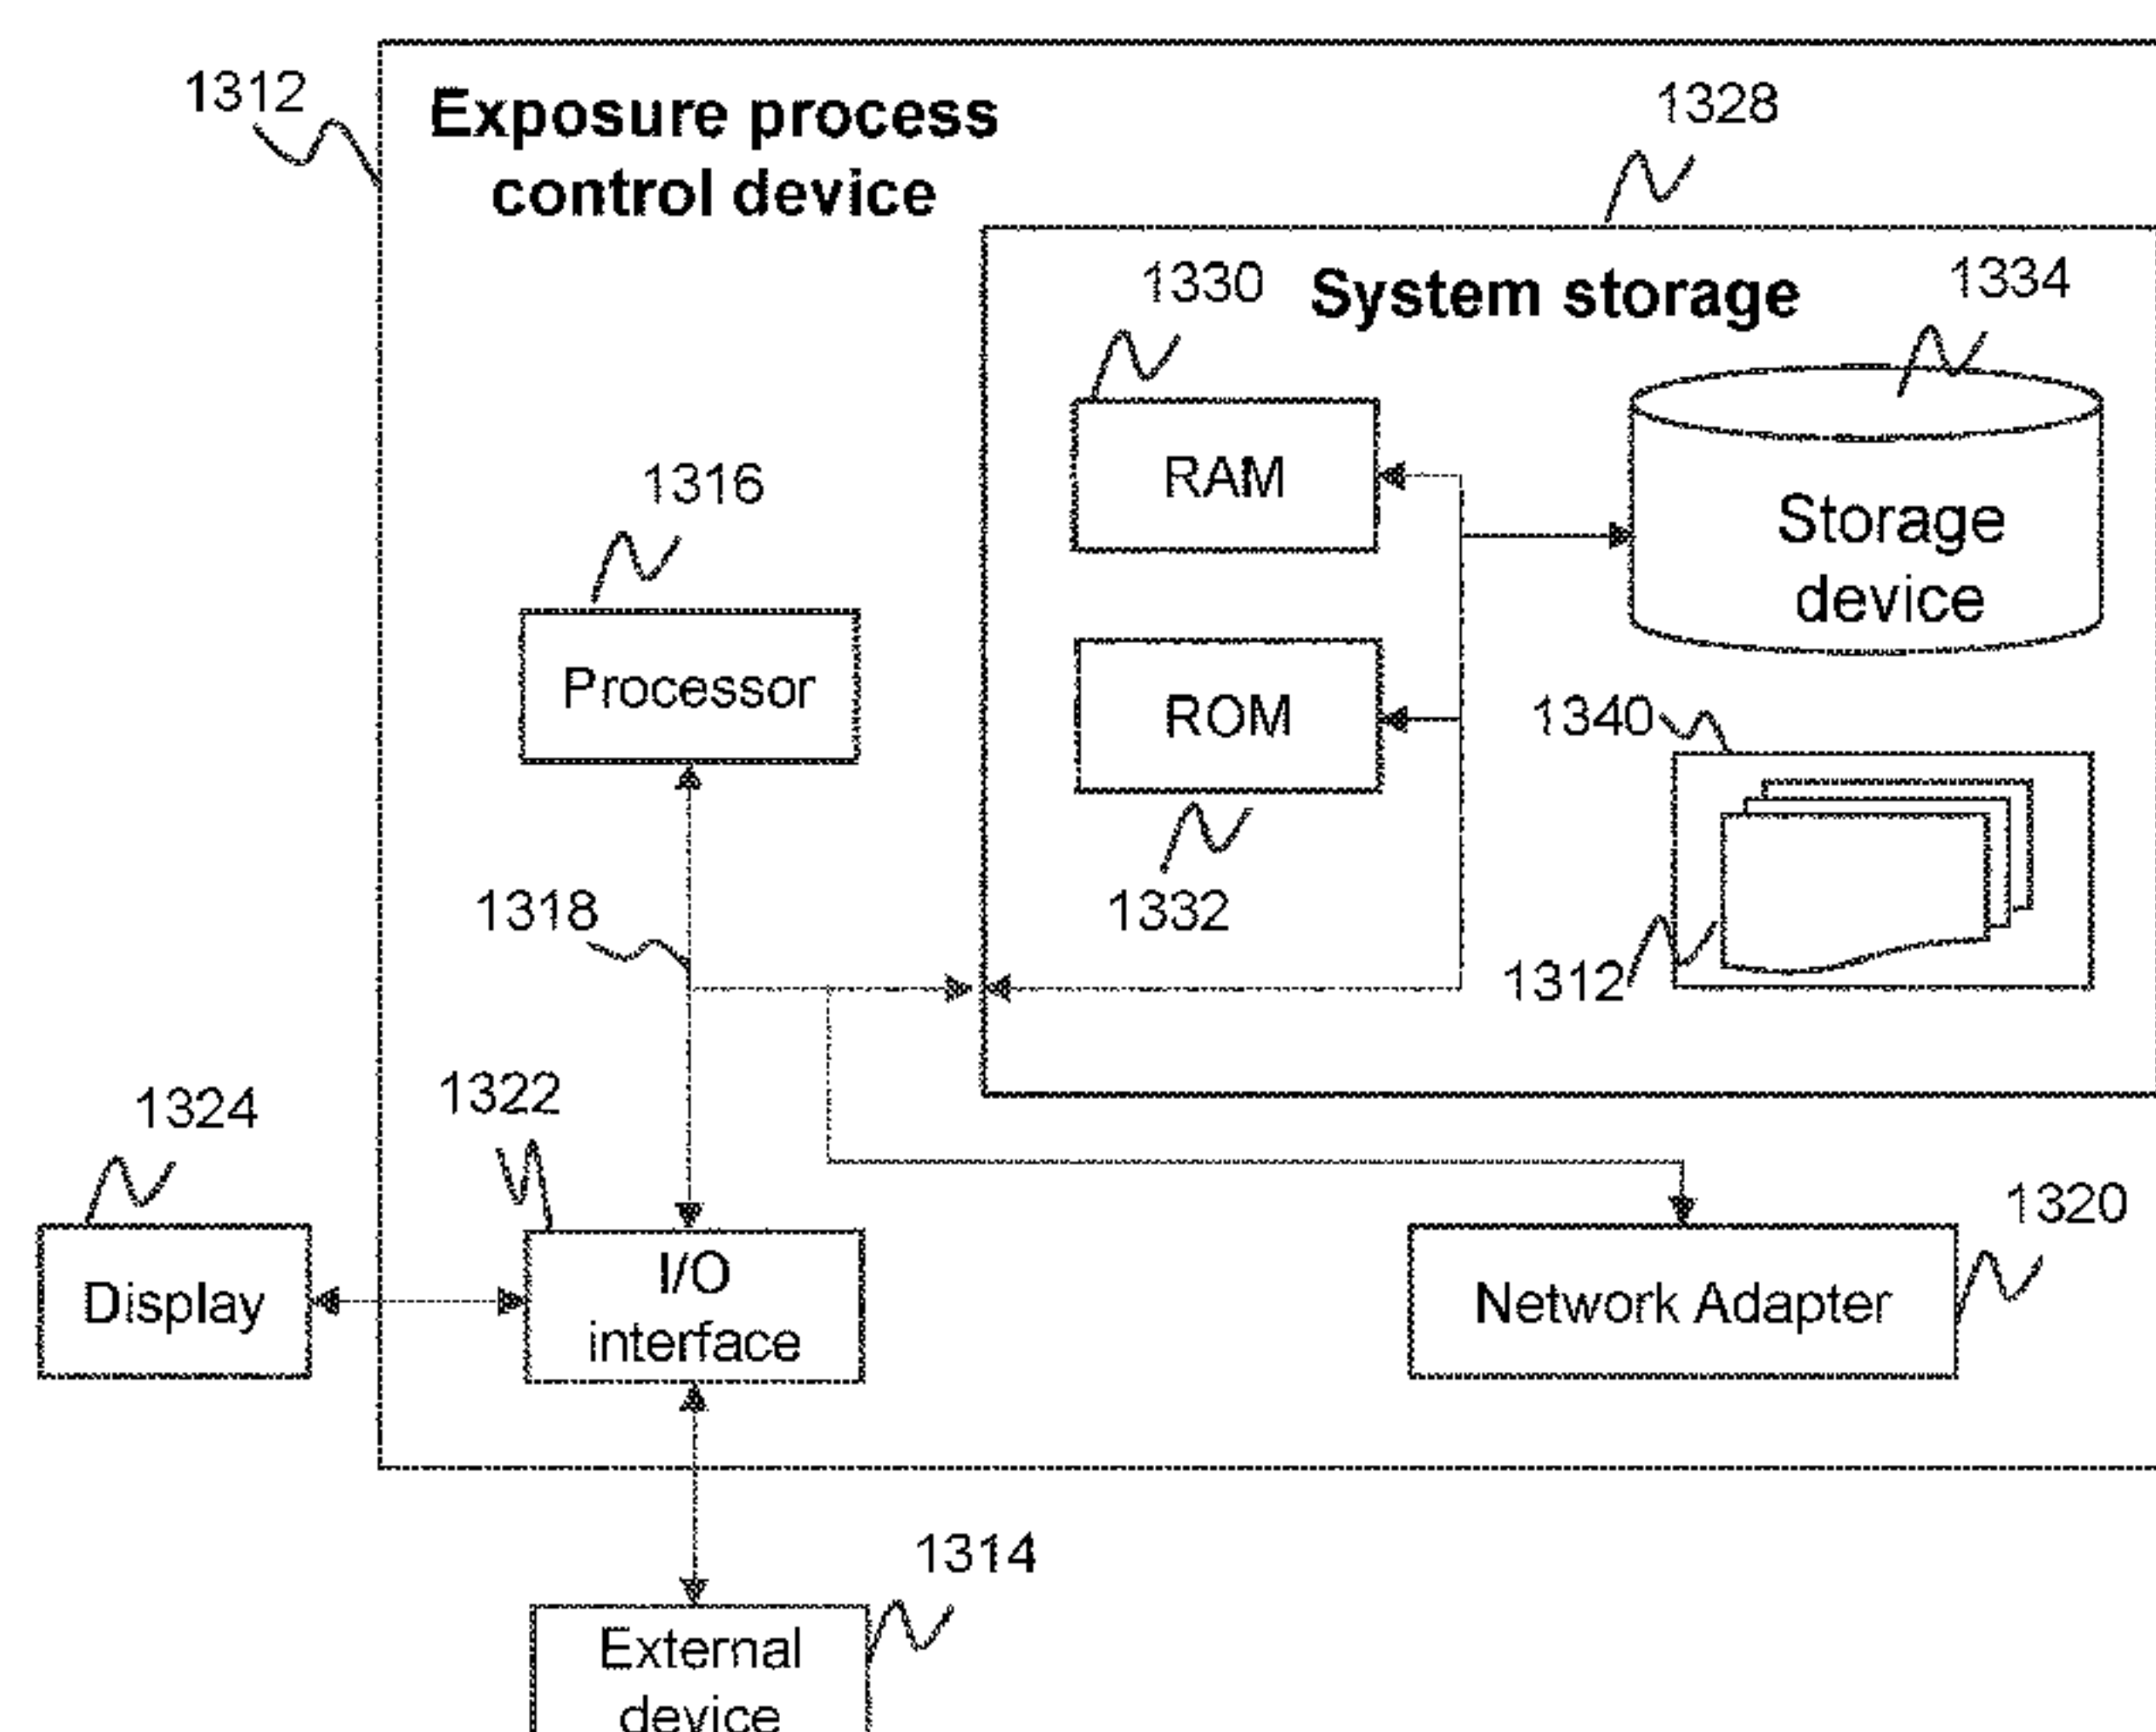 1312
Exposure process
control device
1328
1330
System storage
1334
RAM
Storage
device
1316
Processor
ROM
1340
1318
1332
1312
1324
1322
1320
Display
I/O
interface
Network Adapter
1314
External
device